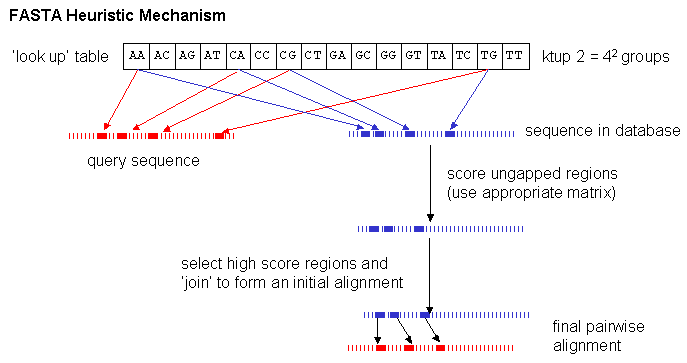 FASTA Heuristic Mechanism
'look up' table AA AC AG AT CA CC CG CT GA GC GG GT TA TC TG TT ktup 2 = 4² groups
sequence in database
query sequence
score ungapped regions
(use appropriate matrix)
select high score regions and
'join' to form an initial alignment
final pairwise
alignment